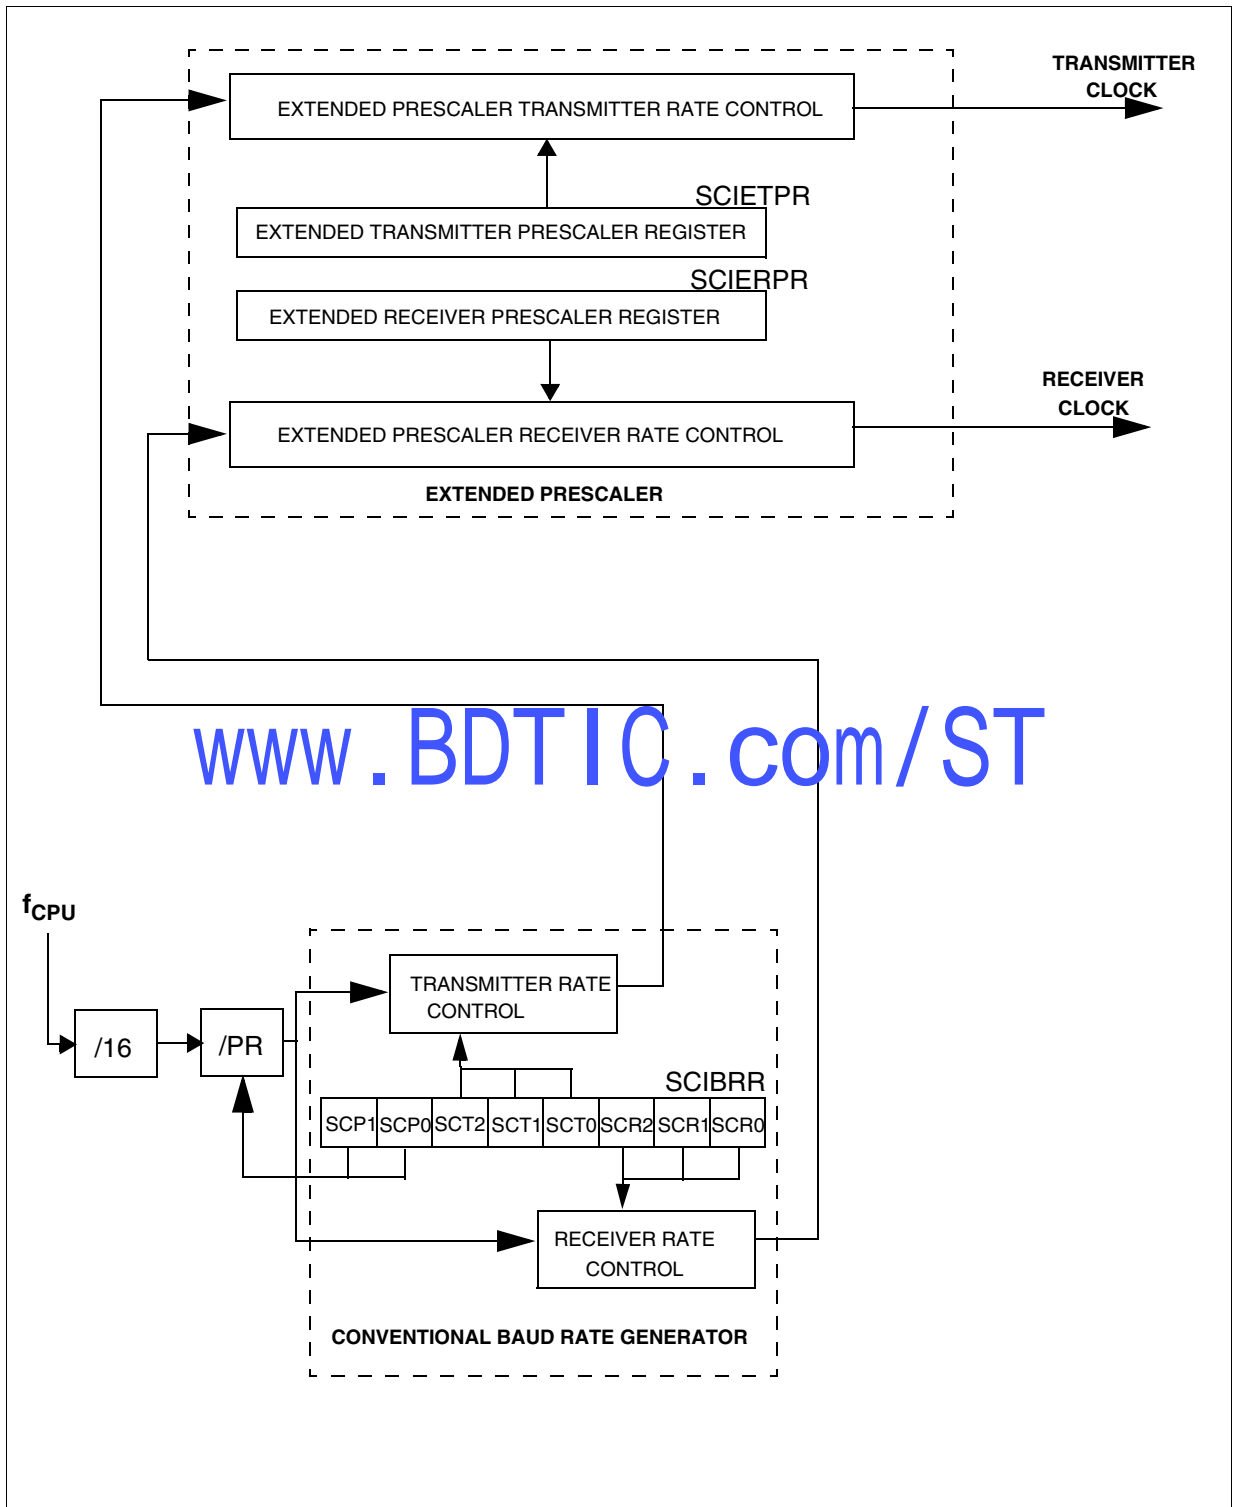 TRANSMITTER
CLOCK
EXTENDED PRESCALER TRANSMITTER RATE CONTROL
SCIETPR
EXTENDED TRANSMITTER PRESCALER REGISTER
SCIERPR
EXTENDED RECEIVER PRESCALER REGISTER
RECEIVER
CLOCK
EXTENDED PRESCALER RECEIVER RATE CONTROL
EXTENDED PRESCALER
www.BDTIC.com/ST
fCPU
TRANSMITTER RATE
CONTROL
/16
/PR
SCIBRR
SCP1 SCP0 SCT2 SCT1 SCT0 SCR2 SCR1 SCR0
RECEIVER RATE
CONTROL
CONVENTIONAL BAUD RATE GENERATOR